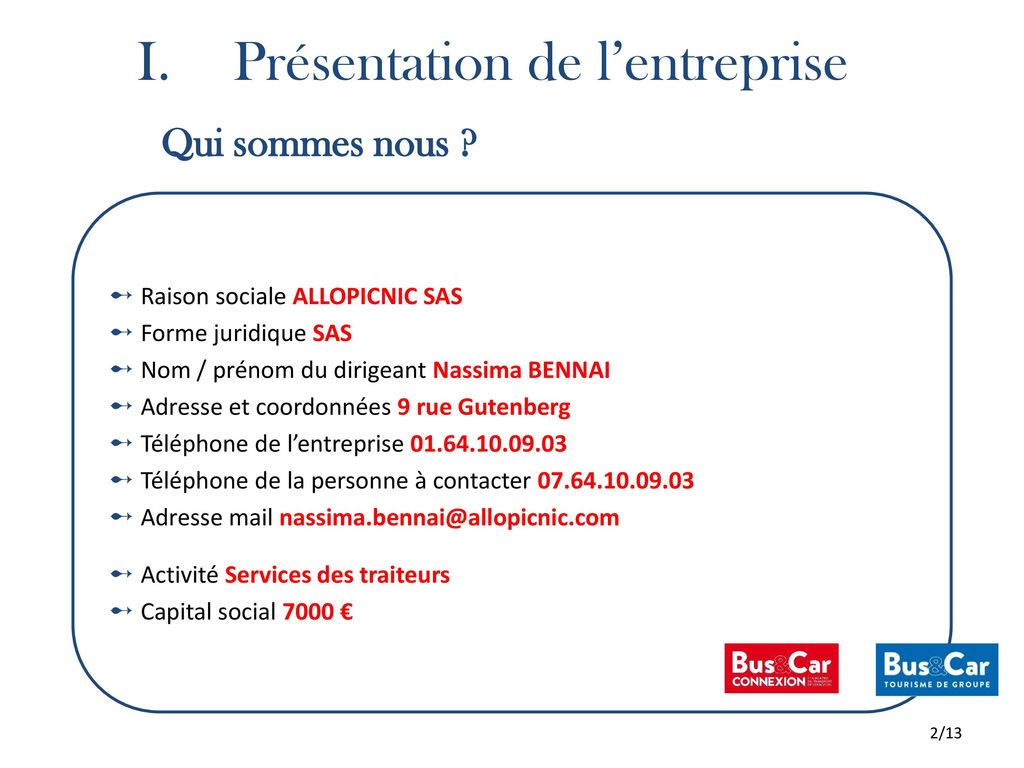 I. Présentation de l’entreprise
Qui sommes nous ?
Raison sociale ALLOPICNIC SAS
Forme juridique SAS
Nom / prénom du dirigeant Nassima BENNAI
Adresse et coordonnées 9 rue Gutenberg
Téléphone de l’entreprise 01.64.10.09.03
Téléphone de la personne à contacter 07.64.10.09.03
Adresse mail nassima.bennai@allopicnic.com
Activité Services des traiteurs
Capital social 7000 €
Bus&Car
CONNEXION
Bus&Car
TOURISME DE GROUPE
2/13